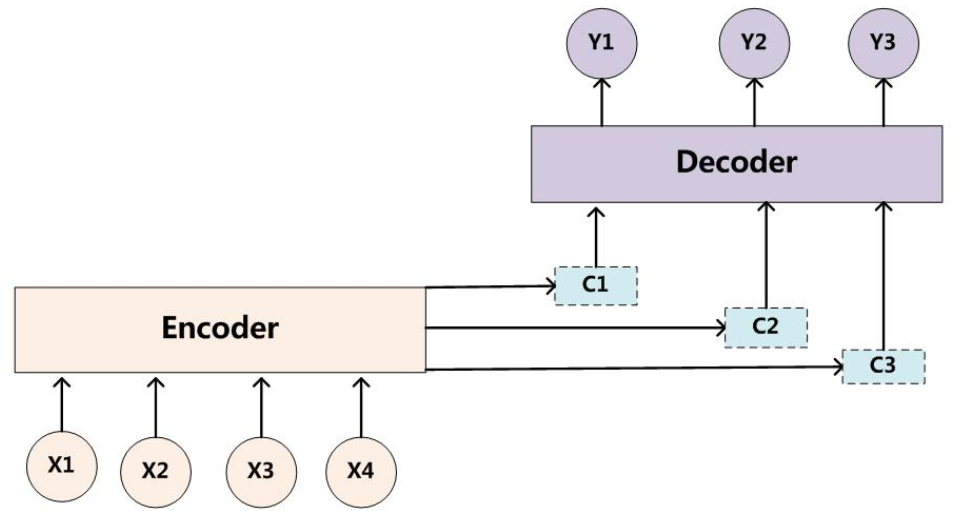 Y1 Y2 Y3
Decoder
C1
Encoder
C2
C3
X1 X2 X3 X4